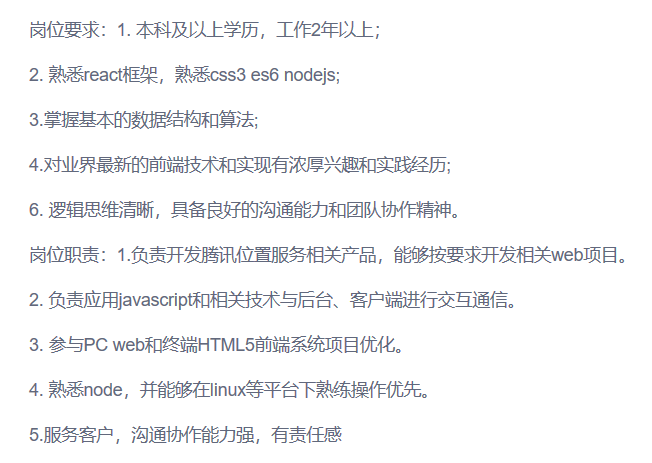 岗位要求：1. 本科及以上学历，工作2年以上；
2. 熟悉react框架，熟悉css3 es6 nodejs;
3.掌握基本的数据结构和算法;
4.对业界最新的前端技术和实现有浓厚兴趣和实践经历;
6. 逻辑思维清晰，具备良好的沟通能力和团队协作精神。
岗位职责：1.负责开发腾讯位置服务相关产品，能够按要求开发相关web项目。
2. 负责应用javascript和相关技术与后台、客户端进行交互通信。
3. 参与PC web和终端HTML5前端系统项目优化。
4. 熟悉node，并能够在linux等平台下熟练操作优先。
5.服务客户，沟通协作能力强，有责任感